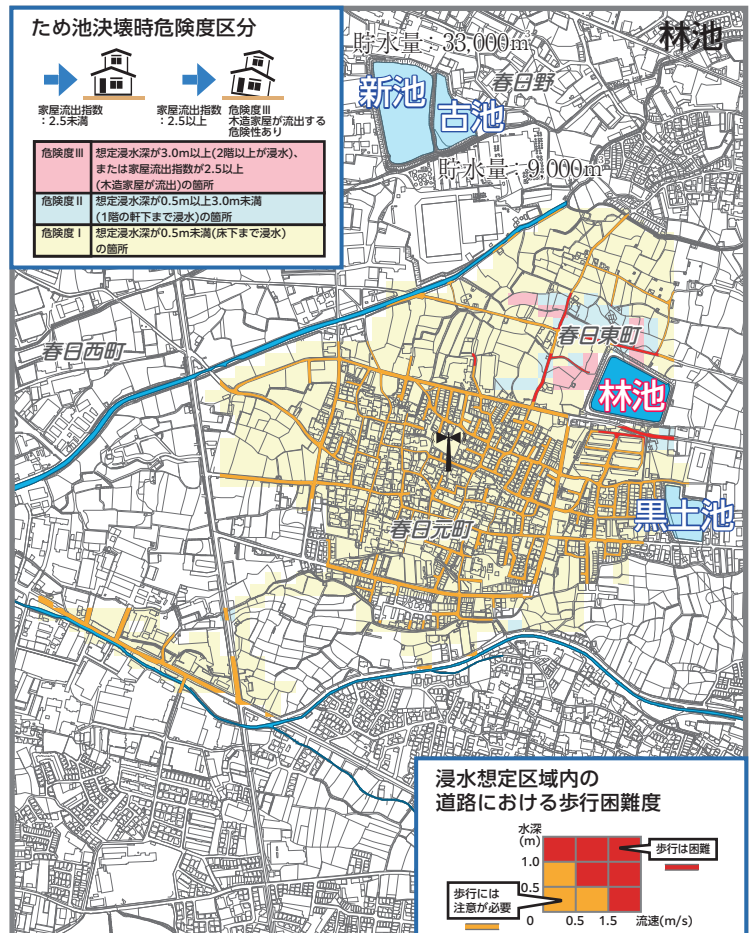 ため池決壊時危険度区分
家屋流出指数
:2.5未満
家屋流出指数
:2.5以上
危険度Ⅲ
木造家屋が流出する
危険性あり
危険度Ⅲ
想定浸水深が3.0m以上(2階以上が浸水)、
または家屋流出指数が2.5以上
(木造家屋が流出)の箇所
危険度Ⅱ
想定浸水深が0.5m以上3.0m未満
(1階の軒下まで浸水)の箇所
危険度Ⅰ
想定浸水深が0.5m未満(床下まで浸水)
の箇所
林池
貯水量:33,000m³
春日野
新池
古池
貯水量:9,000m³
春日西町
春日東町
林池
黒土池
春日元町
浸水想定区域内の
道路における歩行困難度
水深
(m)
1.0
0.5
0
0.5
1.5
流速(m/s)
歩行は困難
歩行には
注意が必要